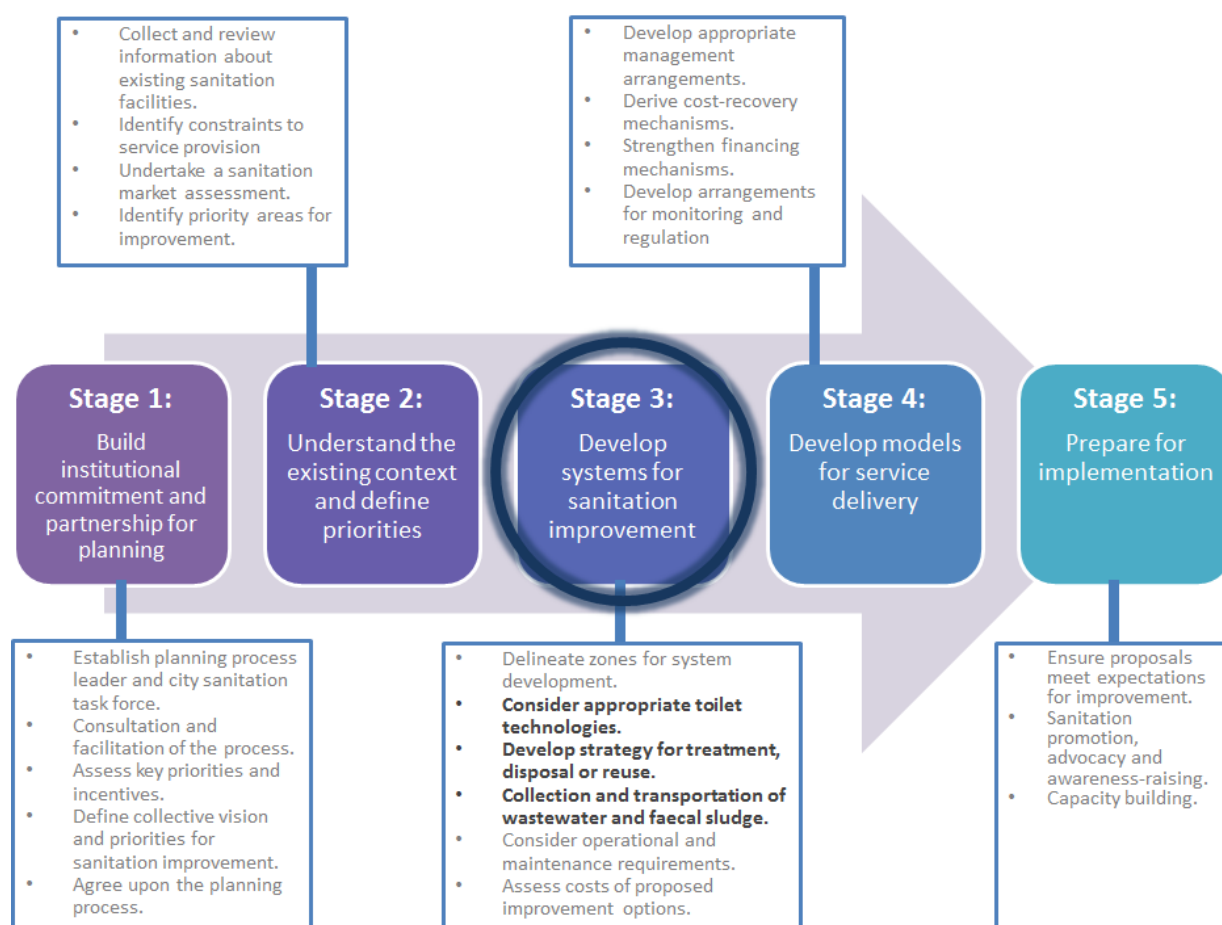 • Collect and review
information about
existing sanitation
facilities.
• Identify constraints to
service provision
• Undertake a sanitation
market assessment.
• Identify priority areas for
improvement.
• Develop appropriate
management
arrangements.
• Derive cost-recovery
mechanisms.
• Strengthen financing
mechanisms.
• Develop arrangements
for monitoring and
regulation
Stage 1:
Build
institutional
commitment and
partnership for
planning
Stage 2:
Understand the
existing context
and define
priorities
Stage 3:
Develop
systems for
sanitation
improvement
Stage 4:
Develop models
for service
delivery
Stage 5:
Prepare for
implementation
• Establish planning process
leader and city sanitation
task force.
• Consultation and
facilitation of the process.
• Assess key priorities and
incentives.
• Define collective vision
and priorities for
sanitation improvement.
• Agree upon the planning
process.
• Delineate zones for system
development.
• Consider appropriate toilet
technologies.
• Develop strategy for treatment,
disposal or reuse.
• Collection and transportation of
wastewater and faecal sludge.
• Consider operational and
maintenance requirements.
• Assess costs of proposed
improvement options.
• Ensure proposals
meet expectations
for improvement.
• Sanitation
promotion,
advocacy and
awareness-raising.
• Capacity building.